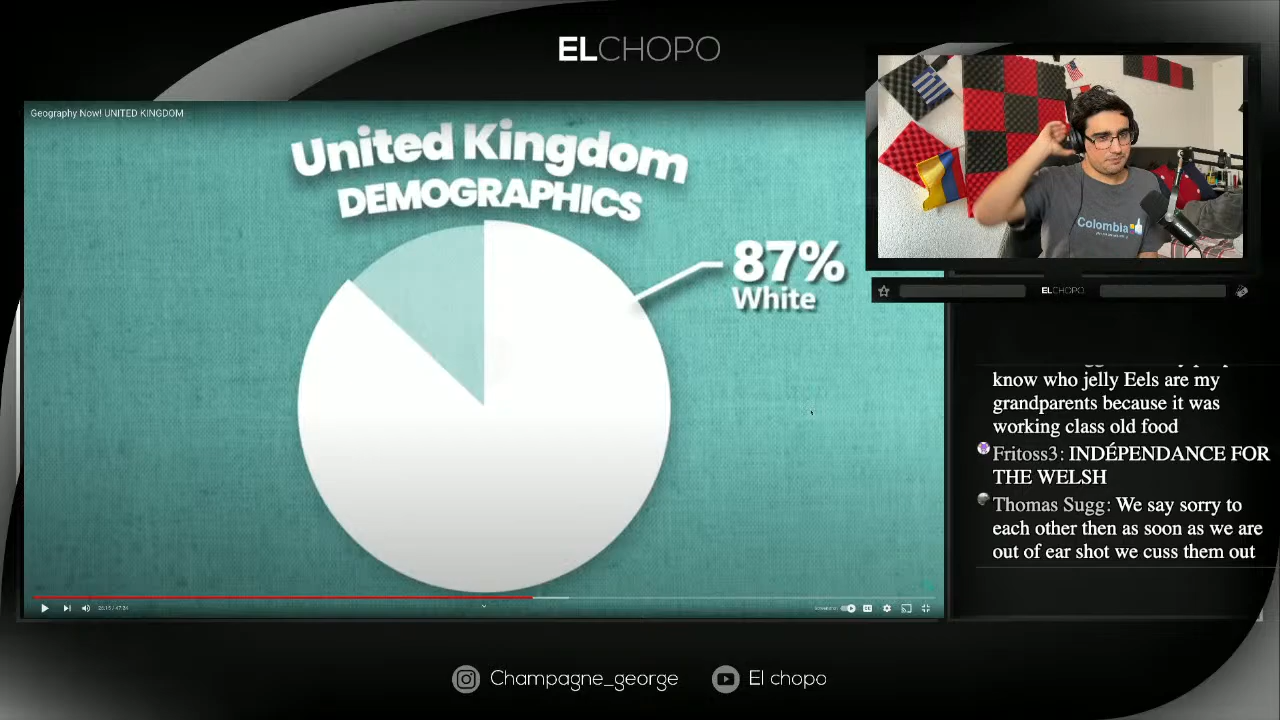 ELCHOPO
Geography Now! UNITED KINGDOM
United Kingdom
DEMOGRAPHICS
87%
White
Colombia
ELCHOPO
know who jelly Eels are my
grandparents because it was
working class old food
Fritoss3: INDÉPENDANCE FOR
THE WELSH
Thomas Sugg: We say sorry to
each other then as soon as we are
out of ear shot we cuss them out
Champagne_george
El chopo